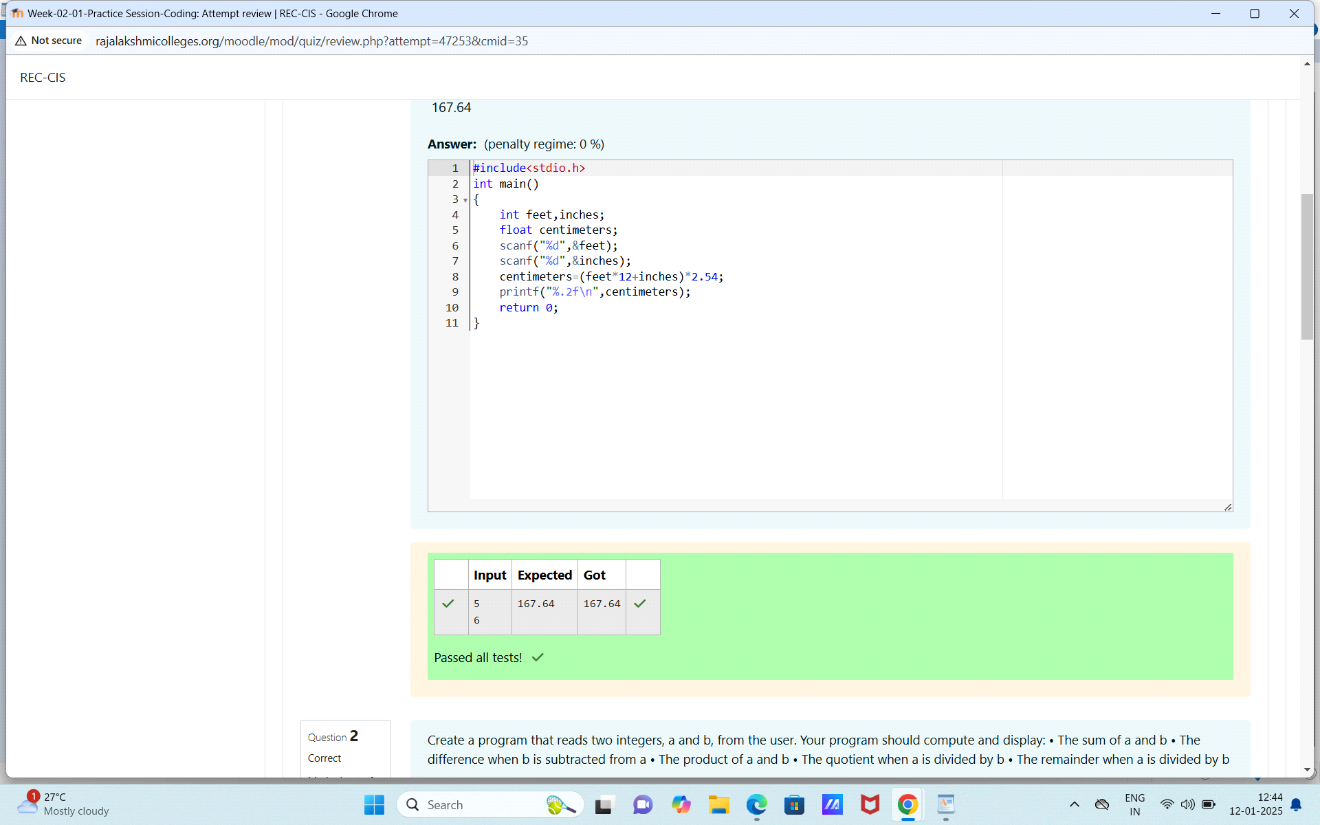 Week-02-01-Practice Session-Coding: Attempt review | REC-CIS - Google Chrome
Not secure rajalakshmicolleges.org/moodle/mod/quiz/review.php?attempt=47253&cmid=35
REC-CIS
167.64
Answer: (penalty regime: 0 %)
1 #include<stdio.h>
2 int main()
3 {
4 int feet,inches;
5 float centimeters;
6 scanf("%d",&feet);
7 scanf("%d",&inches);
8 centimeters=(feet*12+inches)*2.54;
9 printf("%.2f\n",centimeters);
10 return 0;
11 }
Input Expected Got
5 167.64 167.64
6
Passed all tests!
Question 2
Correct
Create a program that reads two integers, a and b, from the user. Your program should compute and display: • The sum of a and b • The
difference when b is subtracted from a • The product of a and b • The quotient when a is divided by b • The remainder when a is divided by b
1
27°C
Mostly cloudy
Search
ENG
IN
12:44
12-01-2025